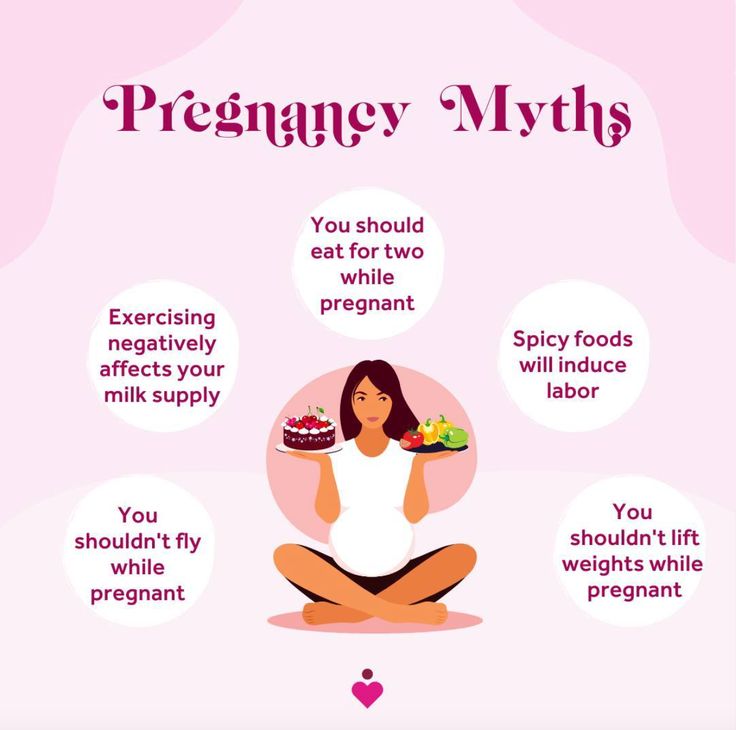 Pregnancy Myths
You should
eat for two
while
pregnant
Exercising
negatively
affects your
milk supply
Spicy foods
will induce
labor
You
shouldn't fly
while
pregnant
You
shouldn't lift
weights while
pregnant